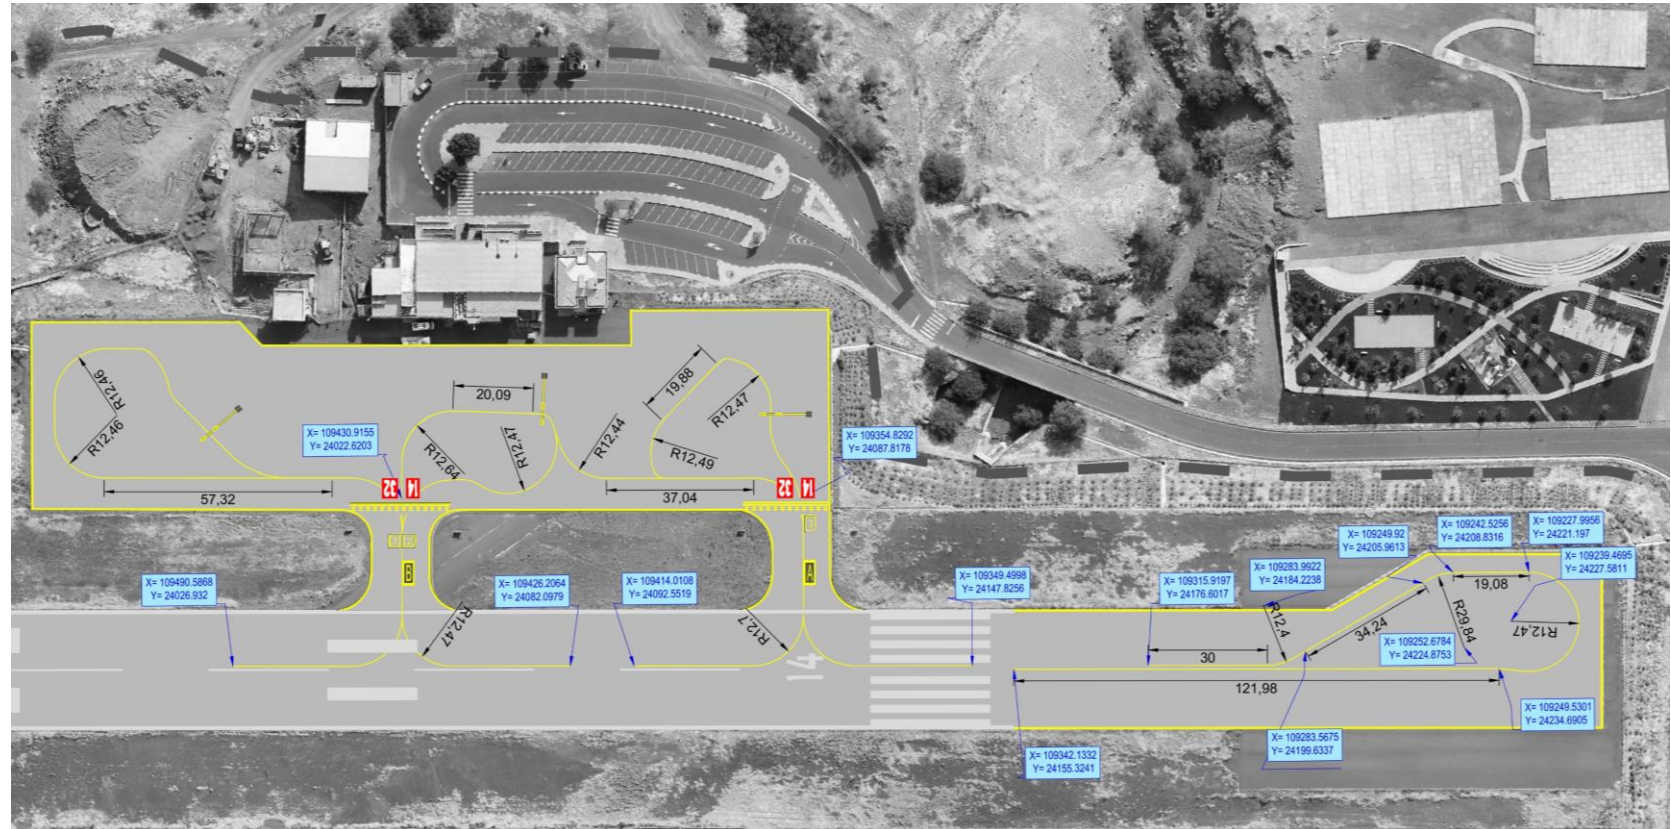 R12,46
R12,46
57,32
X= 109430.9155
Y= 24022.6203
20,09
R12,64
R12,47
R12,44
19,88
R12,47
R12,49
37,04
X= 109354.8292
Y= 24087.8178
32
14
32
14
B
A
X= 109490.5868
Y= 24026.932
X= 109426.2064
Y= 24082.0979
X= 109414.0108
Y= 24092.5519
X= 109349.4998
Y= 24147.8256
R12,47
R12,7
14
X= 109315.9197
Y= 24176.6017
X= 109283.9922
Y= 24184.2238
X= 109249.92
Y= 24205.9613
X= 109242.5256
Y= 24208.8316
X= 109227.9956
Y= 24221.197
X= 109239.4695
Y= 24227.5811
19,08
R12,4
34,24
R29,84
R12,47
X= 109252.6784
Y= 24224.8753
30
121,98
X= 109249.5301
Y= 24234.6905
X= 109283.5675
Y= 24199.6337
X= 109342.1332
Y= 24155.3241